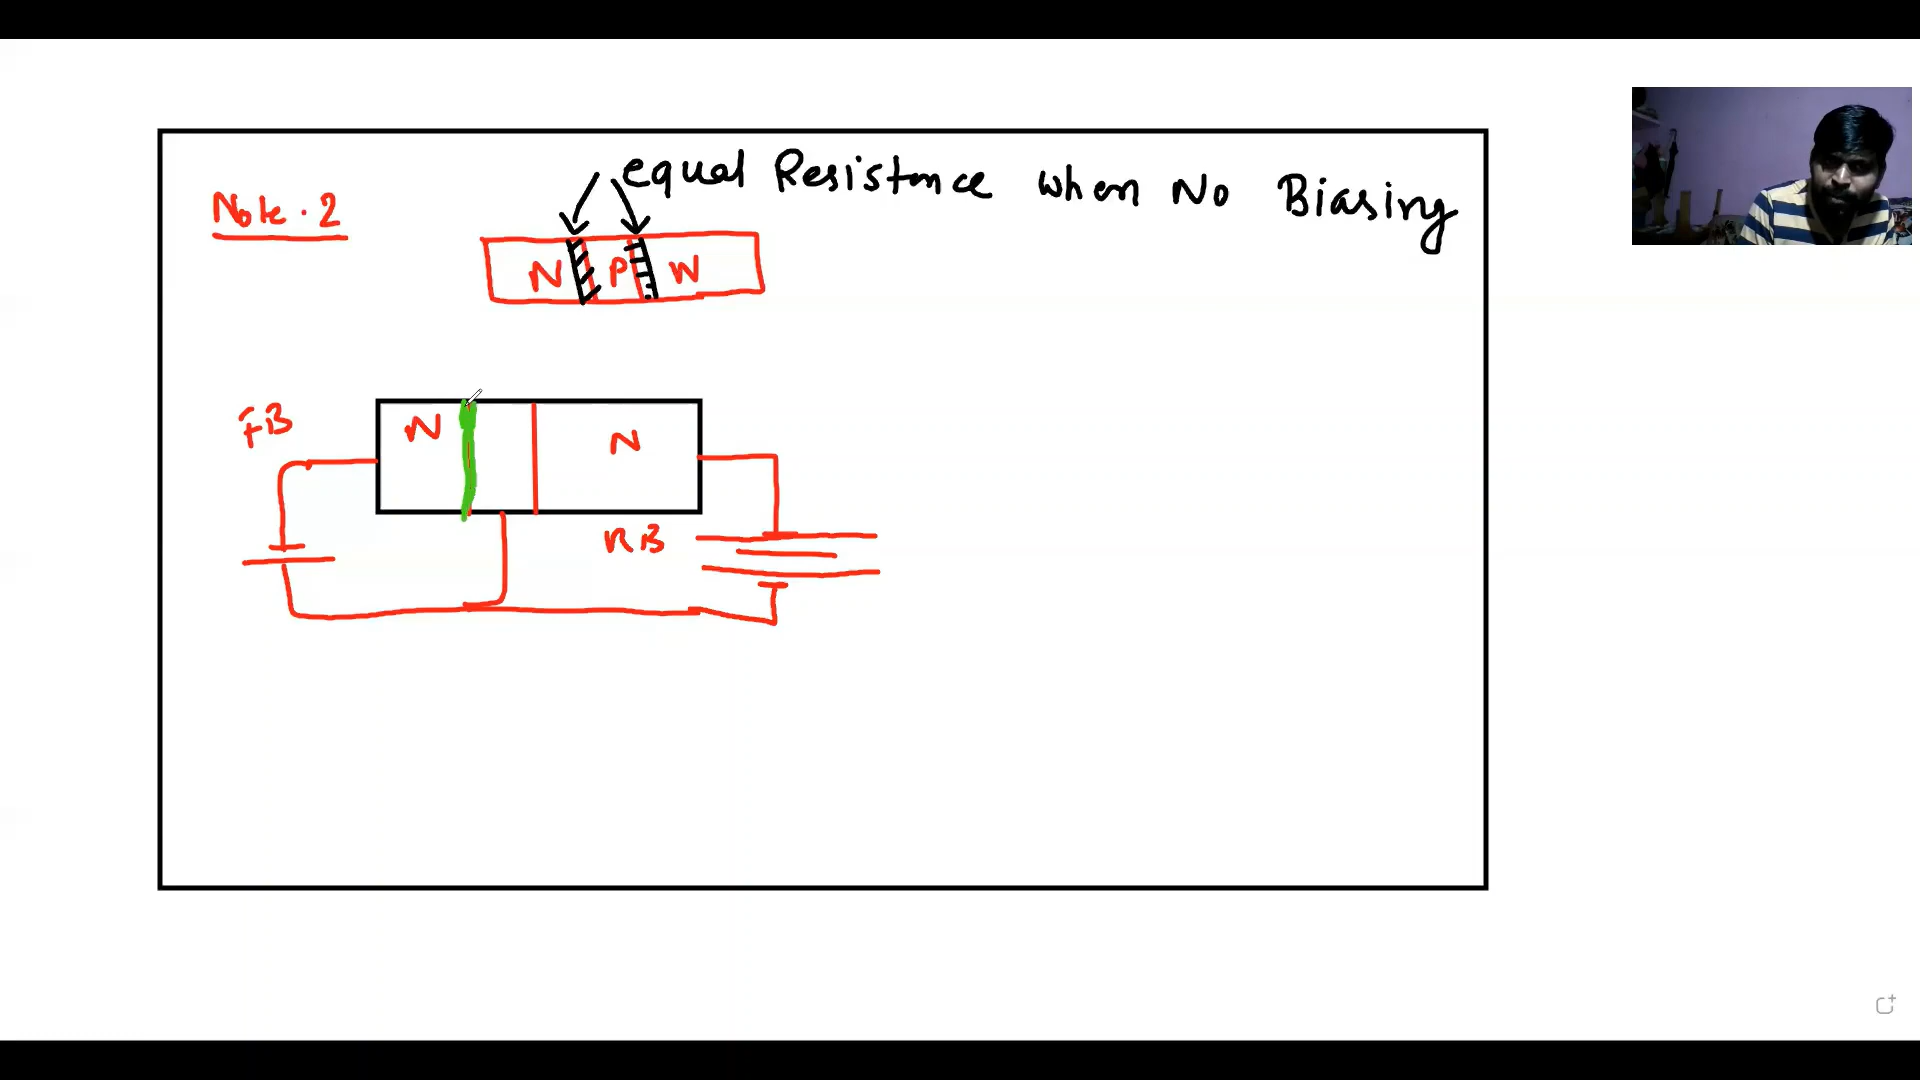 equal Resistance when No Biasing
Note.2
N P N
FB
N N
RB